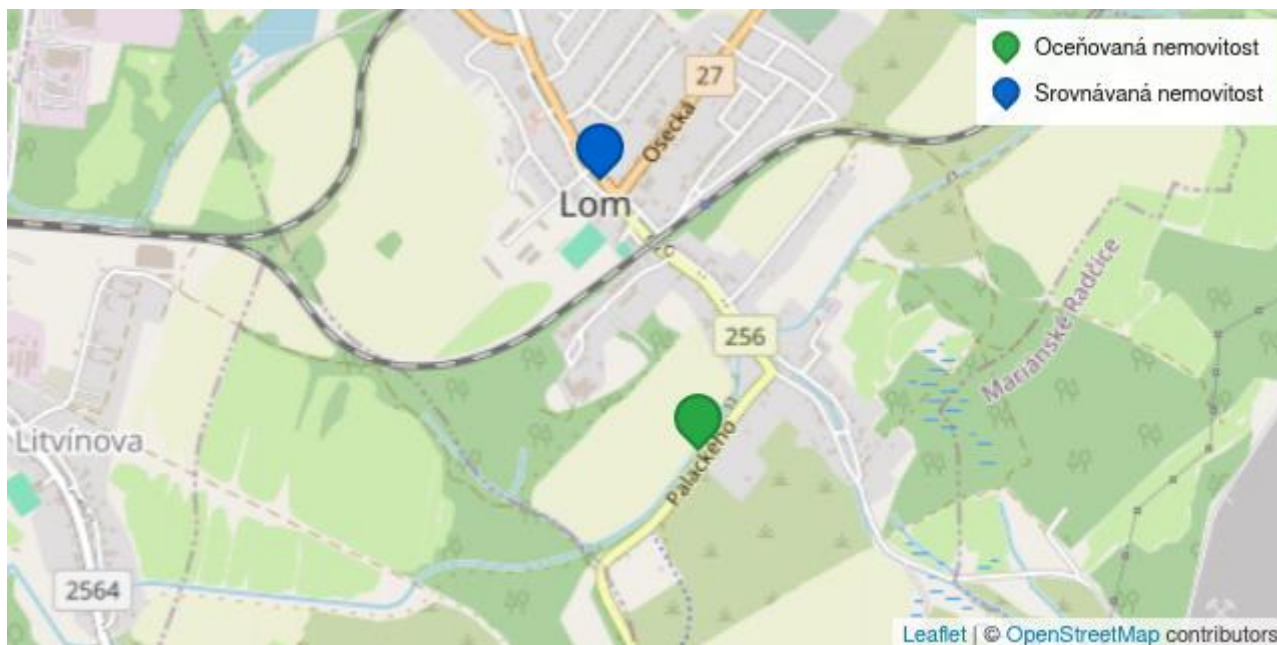 Oceňovaná nemovitost
Srovnávaná nemovitost
27
Osecká
Lom
256
Mariánské Radčice
Litvínova
Palackého
2564
Leaflet | © OpenStreetMap contributors